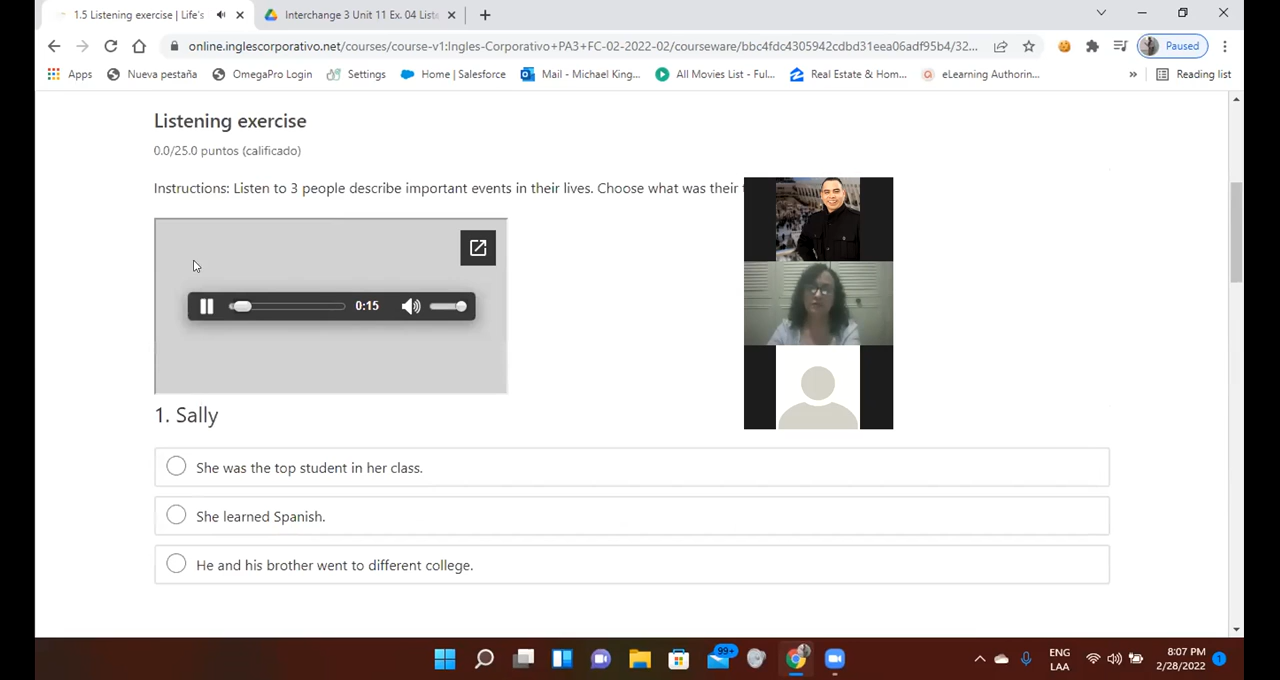 1.5 Listening exercise | Life's
Interchange 3 Unit 11 Ex. 04 List
online.inglescorporativo.net/courses/course-v1:Ingles-Corporativo+PA3+FC-02-2022-02/courseware/bbc4fdc4305942cdbd31eea06adf95b4/32...
Paused
Apps
Nueva pestaña
OmegaPro Login
Settings
Home | Salesforce
Mail - Michael King...
All Movies List - Ful...
Real Estate & Hom...
eLearning Authorin...
»
Reading list
Listening exercise
0.0/25.0 puntos (calificado)
Instructions: Listen to 3 people describe important events in their lives. Choose what was their
0:15
1. Sally
She was the top student in her class.
She learned Spanish.
He and his brother went to different college.
99+
ENG
LAA
8:07 PM
2/28/2022
1